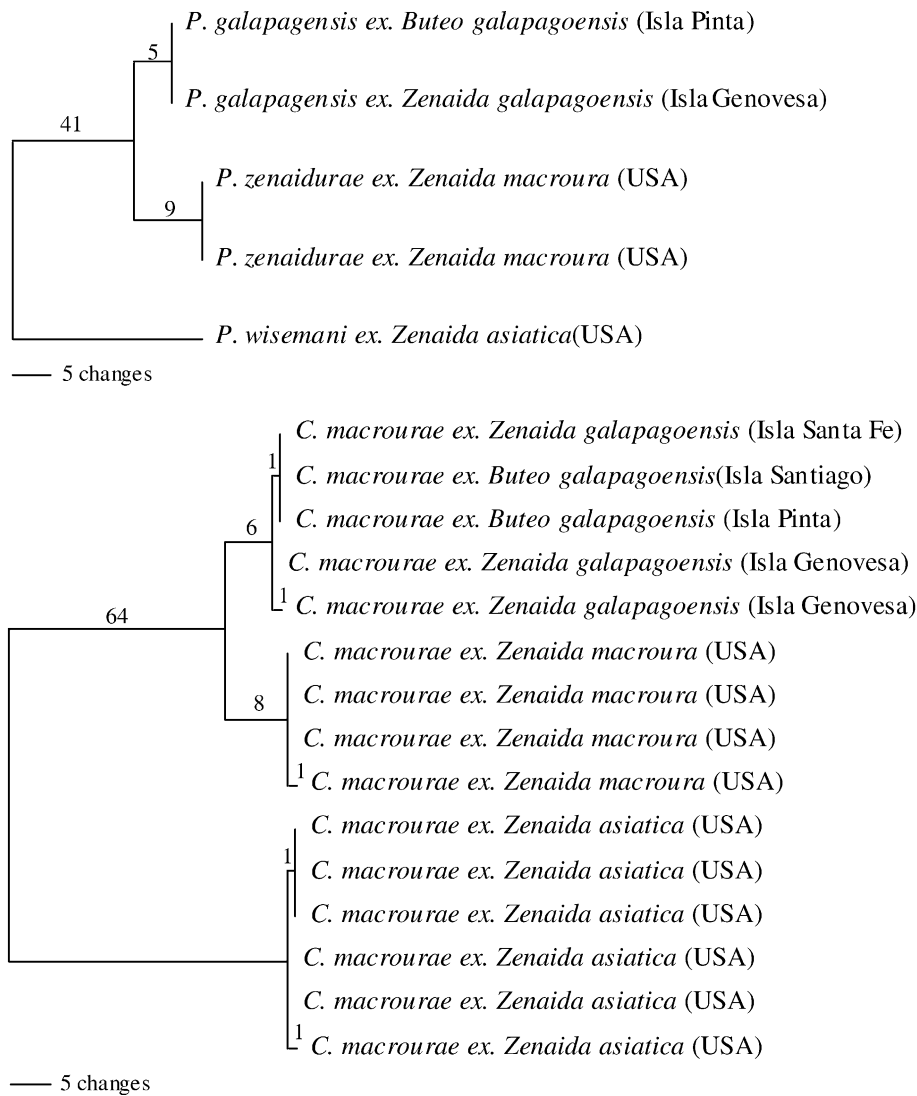 P. galapagensis ex. Buteo galapagoensis (Isla Pinta)
5
P. galapagensis ex. Zenaida galapagoensis (Isla Genovesa)
41
P. zenaidurae ex. Zenaida macroura (USA)
9
P. zenaidurae ex. Zenaida macroura (USA)
P. wisemani ex. Zenaida asiatica(USA)
5 changes
C. macrourae ex. Zenaida galapagoensis (Isla Santa Fe)
1
C. macrourae ex. Buteo galapagoensis(Isla Santiago)
C. macrourae ex. Buteo galapagoensis (Isla Pinta)
6
C. macrourae ex. Zenaida galapagoensis (Isla Genovesa)
1
C. macrourae ex. Zenaida galapagoensis (Isla Genovesa)
64
C. macrourae ex. Zenaida macroura (USA)
C. macrourae ex. Zenaida macroura (USA)
8
C. macrourae ex. Zenaida macroura (USA)
1
C. macrourae ex. Zenaida macroura (USA)
C. macrourae ex. Zenaida asiatica (USA)
1
C. macrourae ex. Zenaida asiatica (USA)
C. macrourae ex. Zenaida asiatica (USA)
C. macrourae ex. Zenaida asiatica (USA)
C. macrourae ex. Zenaida asiatica (USA)
1
C. macrourae ex. Zenaida asiatica (USA)
5 changes